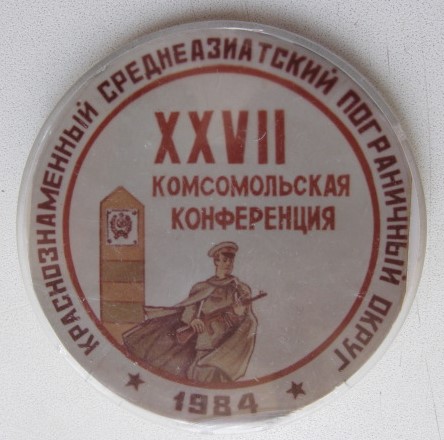 КРАСНОЗНАМЕННЫЙ СРЕДНЕАЗИАТСКИЙ ПОГРАНИЧНЫЙ ОКРУГ
XXVII
КОМСОМОЛЬСКАЯ
КОНФЕРЕНЦИЯ
1984